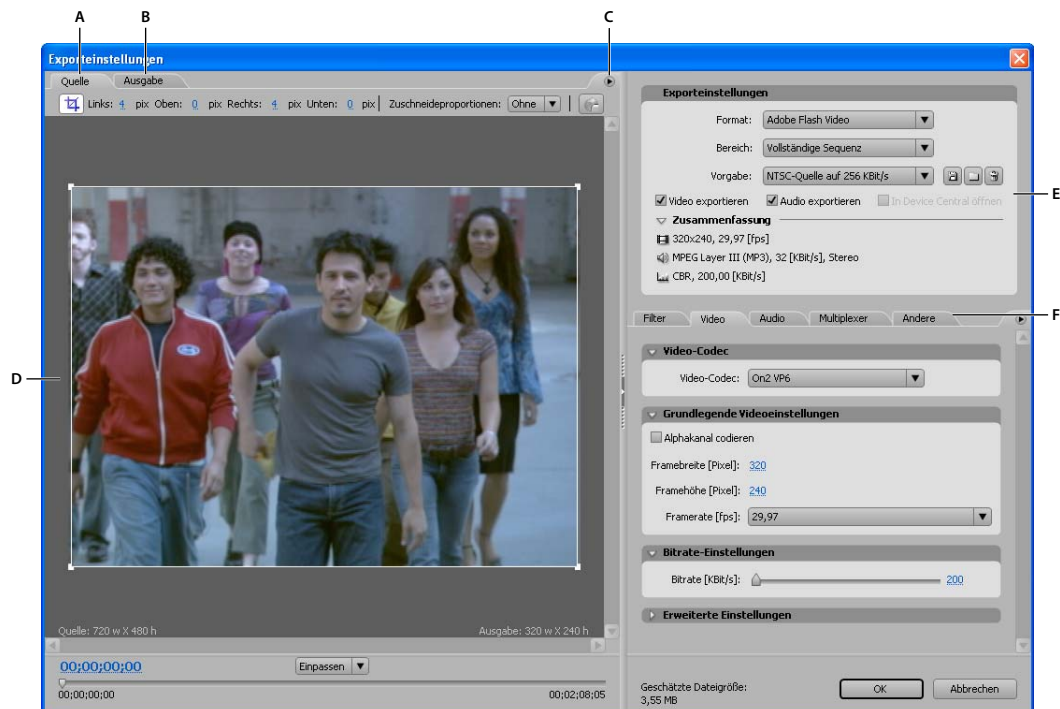 A B C
Exporteinstellungen
Quelle Ausgabe
Links: 4 pix Oben: 0 pix Rechts: 4 pix Unten: 0 pix Zuschneideproportionen: Ohne
Quelle: 720 w X 480 h Ausgabe: 320 w X 240 h
00;00;00;00 Einpassen
00;00;00;00 00;02;08;05
D
Exporteinstellungen
Format: Adobe Flash Video
Bereich: Vollständige Sequenz
Vorgabe: NTSC-Quelle auf 256 KBit/s
E
Video exportieren Audio exportieren In Device Central öffnen
Zusammenfassung
320x240, 29,97 [fps]
MPEG Layer III (MP3), 32 [KBit/s], Stereo
CBR, 200,00 [KBit/s]
Filter Video Audio Multiplexer Andere
F
Video-Codec
Video-Codec: On2 VP6
Grundlegende Videoeinstellungen
Alphakanal codieren
Framebreite [Pixel]: 320
Framehöhe [Pixel]: 240
Framerate [fps]: 29,97
Bitrate-Einstellungen
Bitrate [KBit/s]: 200
Erweiterte Einstellungen
Geschätzte Dateigröße:
3,55 MB
OK Abbrechen